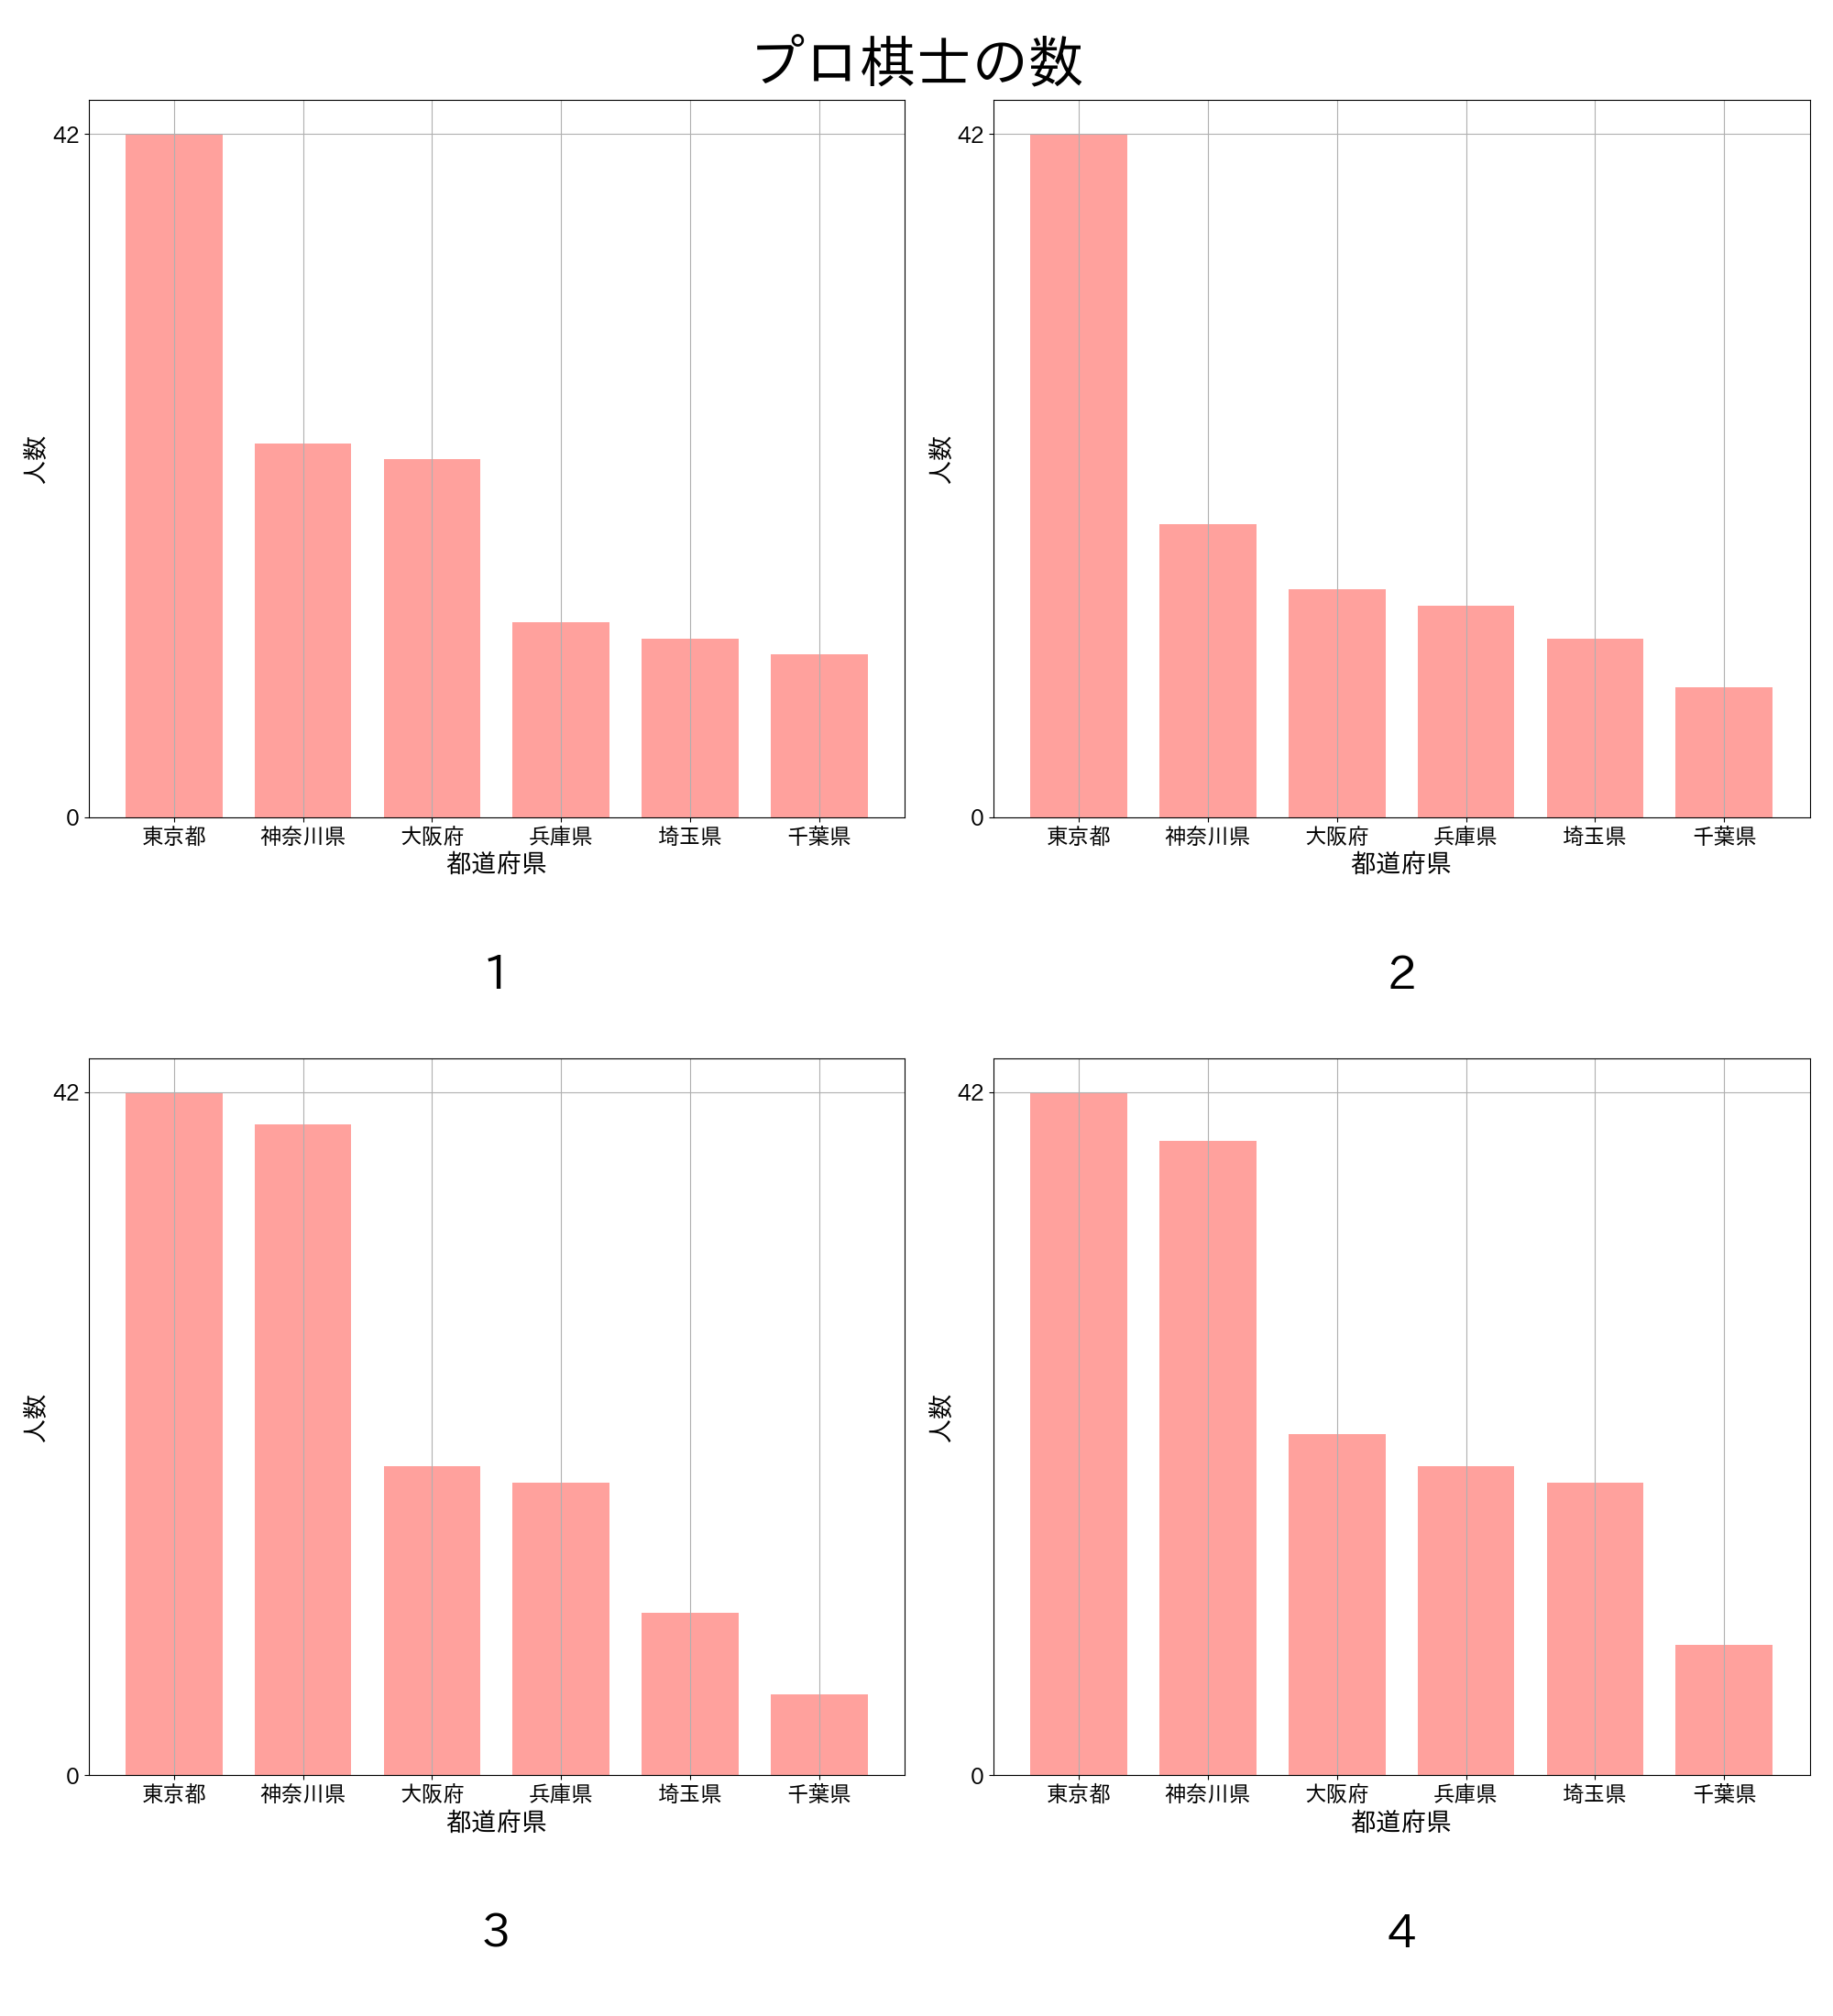 プロ棋士の数
42
0
人数
東京都 神奈川県 大阪府 兵庫県 埼玉県 千葉県
都道府県
1
42
0
人数
東京都 神奈川県 大阪府 兵庫県 埼玉県 千葉県
都道府県
2
42
0
人数
東京都 神奈川県 大阪府 兵庫県 埼玉県 千葉県
都道府県
3
42
0
人数
東京都 神奈川県 大阪府 兵庫県 埼玉県 千葉県
都道府県
4